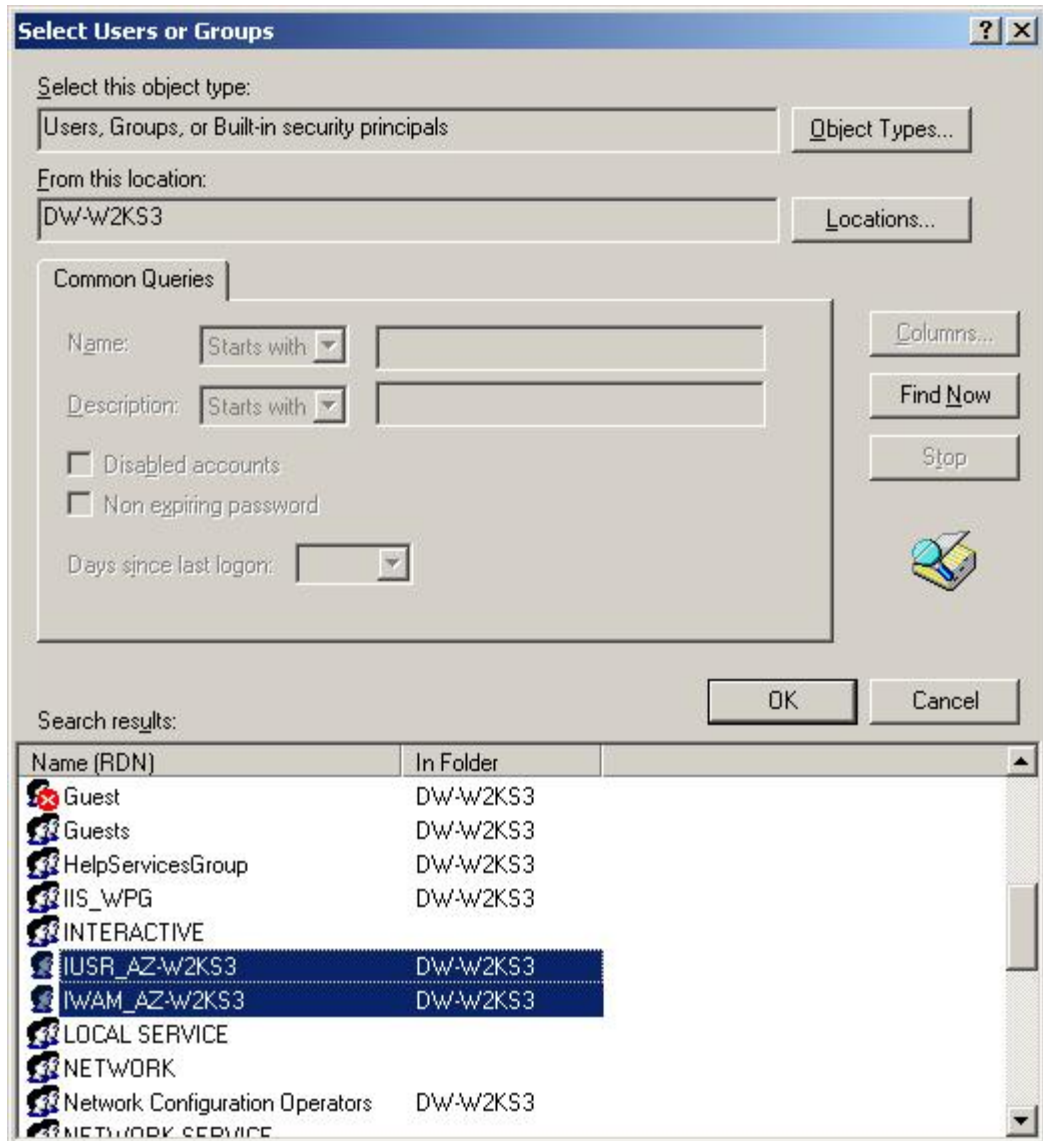 Select Users or Groups
Select this object type:
Users, Groups, or Built-in security principals
Object Types...
From this location:
DW-W2KS3
Locations...
Common Queries
Name: Starts with
Columns...
Description: Starts with
Find Now
Disabled accounts
Stop
Non expiring password
Days since last logon:
OK Cancel
Search results:
Name (RDN) In Folder
Guest DW-W2KS3
Guests DW-W2KS3
HelpServicesGroup DW-W2KS3
IIS_WPG DW-W2KS3
INTERACTIVE
IUSR_AZ-W2KS3 DW-W2KS3
IWAM_AZ-W2KS3 DW-W2KS3
LOCAL SERVICE
NETWORK
Network Configuration Operators DW-W2KS3
NETWORK SERVICE